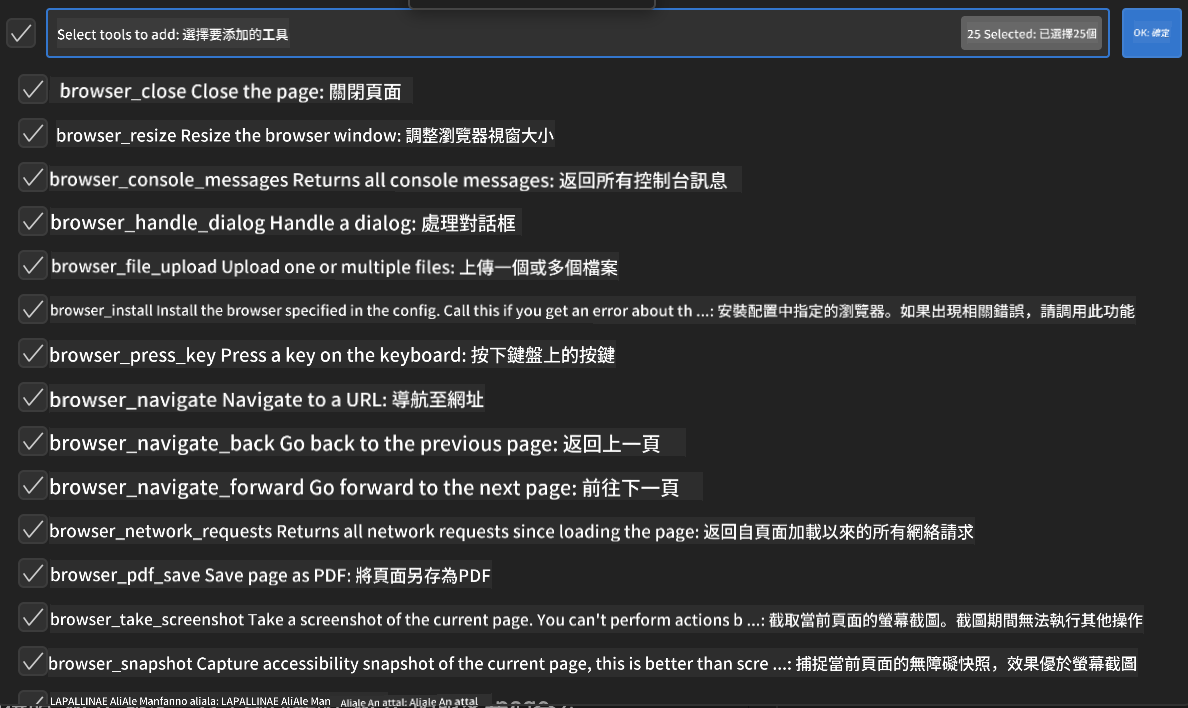 Select tools to add: 選擇要添加的工具
25 Selected: 已選擇25個
OK: 確定
browser_close Close the page: 關閉頁面
browser_resize Resize the browser window: 調整瀏覽器視窗大小
browser_console_messages Returns all console messages: 返回所有控制台訊息
browser_handle_dialog Handle a dialog: 處理對話框
browser_file_upload Upload one or multiple files: 上傳一個或多個檔案
browser_install Install the browser specified in the config. Call this if you get an error about th ...: 安裝配置中指定的瀏覽器。如果出現相關錯誤，請調用此功能
browser_press_key Press a key on the keyboard: 按下鍵盤上的按鍵
browser_navigate Navigate to a URL: 導航至網址
browser_navigate_back Go back to the previous page: 返回上一頁
browser_navigate_forward Go forward to the next page: 前往下一頁
browser_network_requests Returns all network requests since loading the page: 返回自頁面加載以來的所有網絡請求
browser_pdf_save Save page as PDF: 將頁面另存為PDF
browser_take_screenshot Take a screenshot of the current page. You can't perform actions b ...: 截取當前頁面的螢幕截圖。截圖期間無法執行其他操作
browser_snapshot Capture accessibility snapshot of the current page, this is better than scre ...: 捕捉當前頁面的無障礙快照，效果優於螢幕截圖
LAPALLINAE AliAle Manfanno aliala: LAPALLINAE AliAle Man Aliale An attal: Aliale An attal